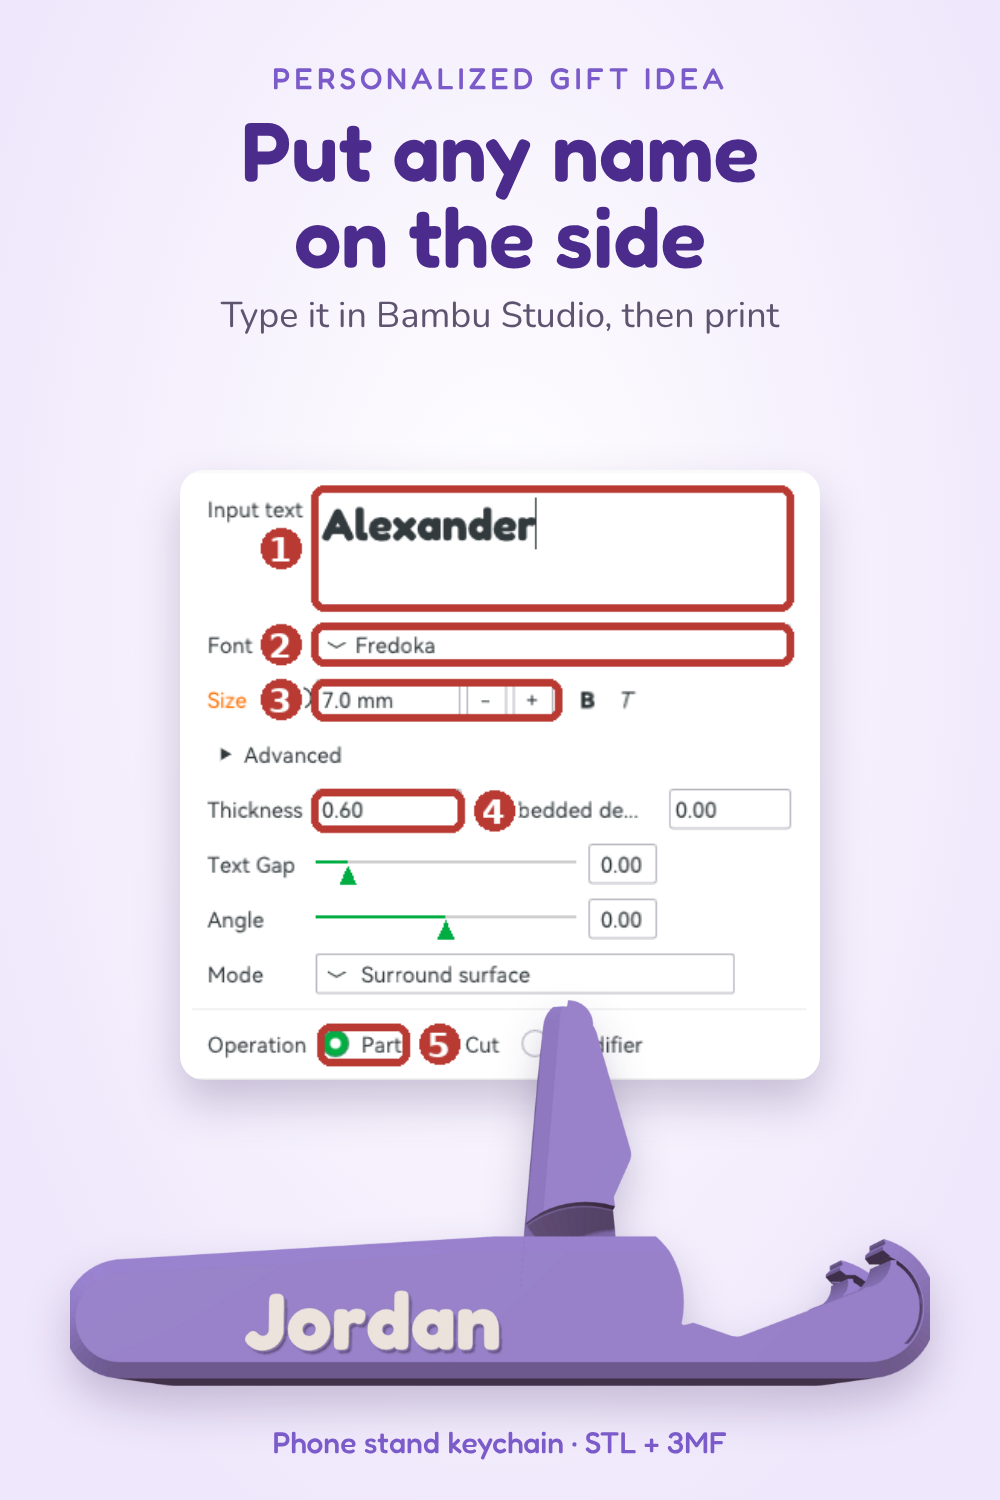 PERSONALIZED GIFT IDEA
Put any name
on the side
Type it in Bambu Studio, then print
Input text
Alexander
1
Font 2 Fredoka
Size 3 7.0 mm - + B T
Advanced
Thickness 0.60 4 bedded de... 0.00
Text Gap 0.00
Angle 0.00
Mode Surround surface
Operation Part 5 Cut difier
Jordan
Phone stand keychain · STL + 3MF